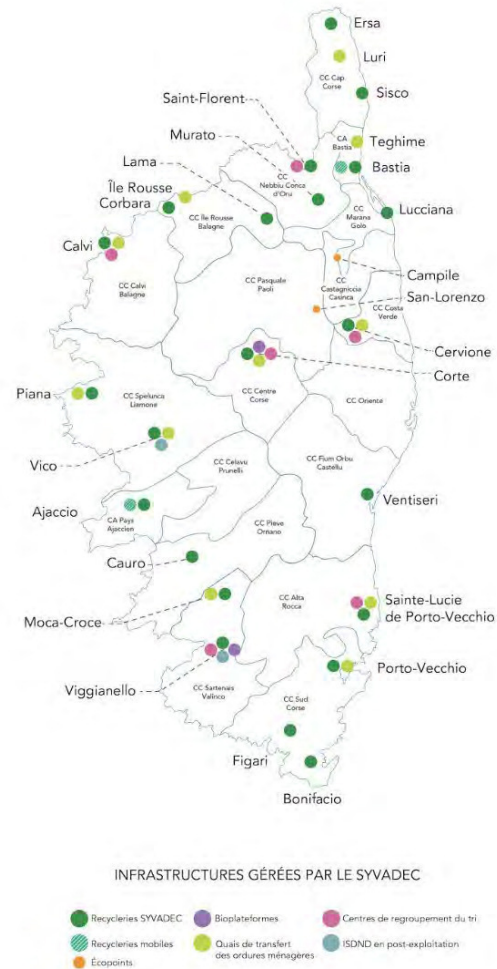 Ersa
Luri
CC Cap
Corse
Sisco
Saint-Florent
CA
Bastia
Teghime
Murato
Bastia
Lama
CC
Nebbiu Conca
d'Oru
Île Rousse
Corbara
CC
Marana
Golo
Lucciana
CC Île Rousse
Balagne
Calvi
Campile
CC Calvi
Balagne
CC Pasquale
Paoli
CC
Castagniccia
Casinca
San-Lorenzo
CC Costa
Verde
Cervione
Corte
Piana
CC Spelunca
Liamone
CC Centre
Corse
CC Oriente
Vico
CC Celavu
Prunelli
CC Fium Orbu
Castellu
Ajaccio
CA Pays
Ajaccien
Ventiseri
CC Pieve
Ornano
Cauro
CC Alta
Rocca
Sainte-Lucie
de Porto-Vecchio
Moca-Croce
Porto-Vecchio
Viggianello
CC Sartenais
Valinco
CC Sud
Corse
Figari
Bonifacio
INFRASTRUCTURES GÉRÉES PAR LE SYVADEC
Recycleries SYVADEC
Bioplateformes
Centres de regroupement du tri
Recycleries mobiles
Quais de transfert
des ordures ménagères
ISDND en post-exploitation
Écopoints